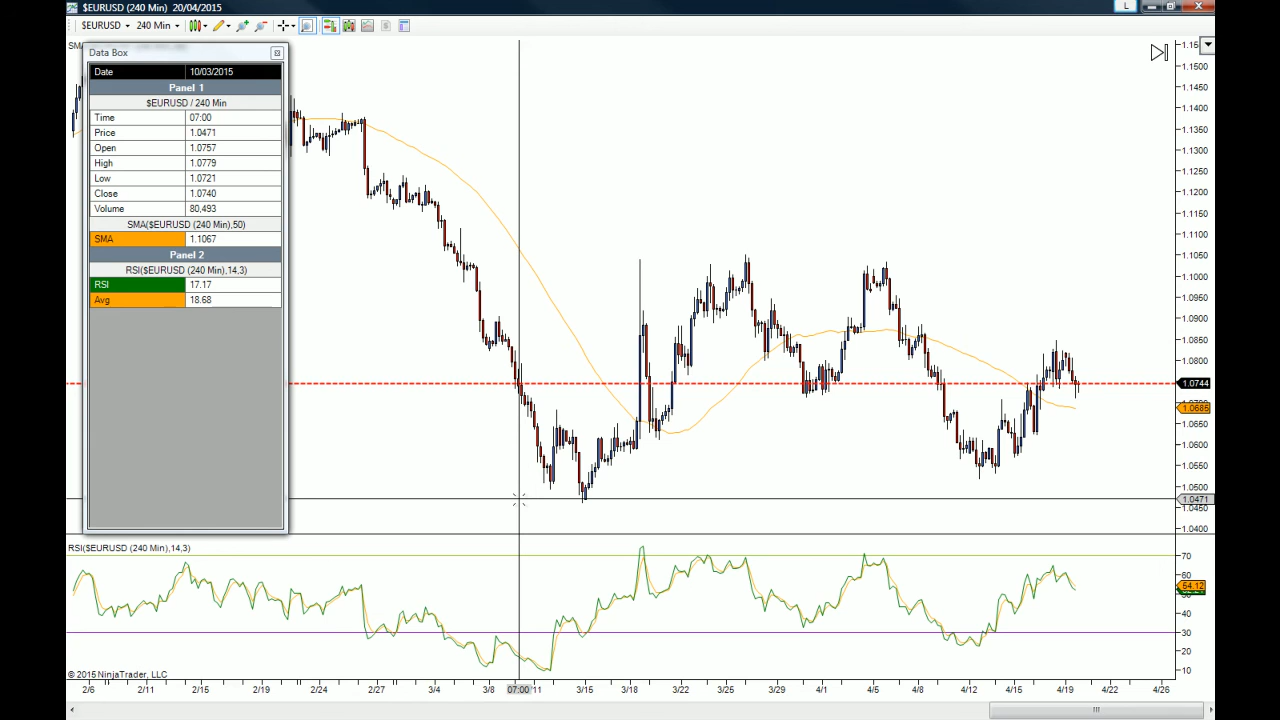 $EURUSD (240 Min) 20/04/2015
L
$EURUSD 240 Min
Data Box
Date 10/03/2015
Panel 1
$EURUSD / 240 Min
Time 07:00
Price 1.0471
Open 1.0757
High 1.0779
Low 1.0721
Close 1.0740
Volume 80,493
SMA($EURUSD (240 Min),50)
SMA 1.1067
Panel 2
RSI($EURUSD (240 Min),14,3)
RSI 17.17
Avg 18.68
1.1500
1.1450
1.1400
1.1350
1.1300
1.1250
1.1200
1.1150
1.1100
1.1050
1.1000
1.0950
1.0900
1.0850
1.0800
1.0744
1.0685
1.0650
1.0600
1.0550
1.0500
1.0471
1.0450
1.0400
RSI($EURUSD (240 Min),14,3)
70
60
54.12
40
30
20
10
© 2015 NinjaTrader, LLC
2/6 2/11 2/15 2/19 2/24 2/27 3/4 3/8 07:00 '11 3/15 3/18 3/22 3/25 3/29 4/1 4/5 4/8 4/12 4/15 4/19 4/22 4/26